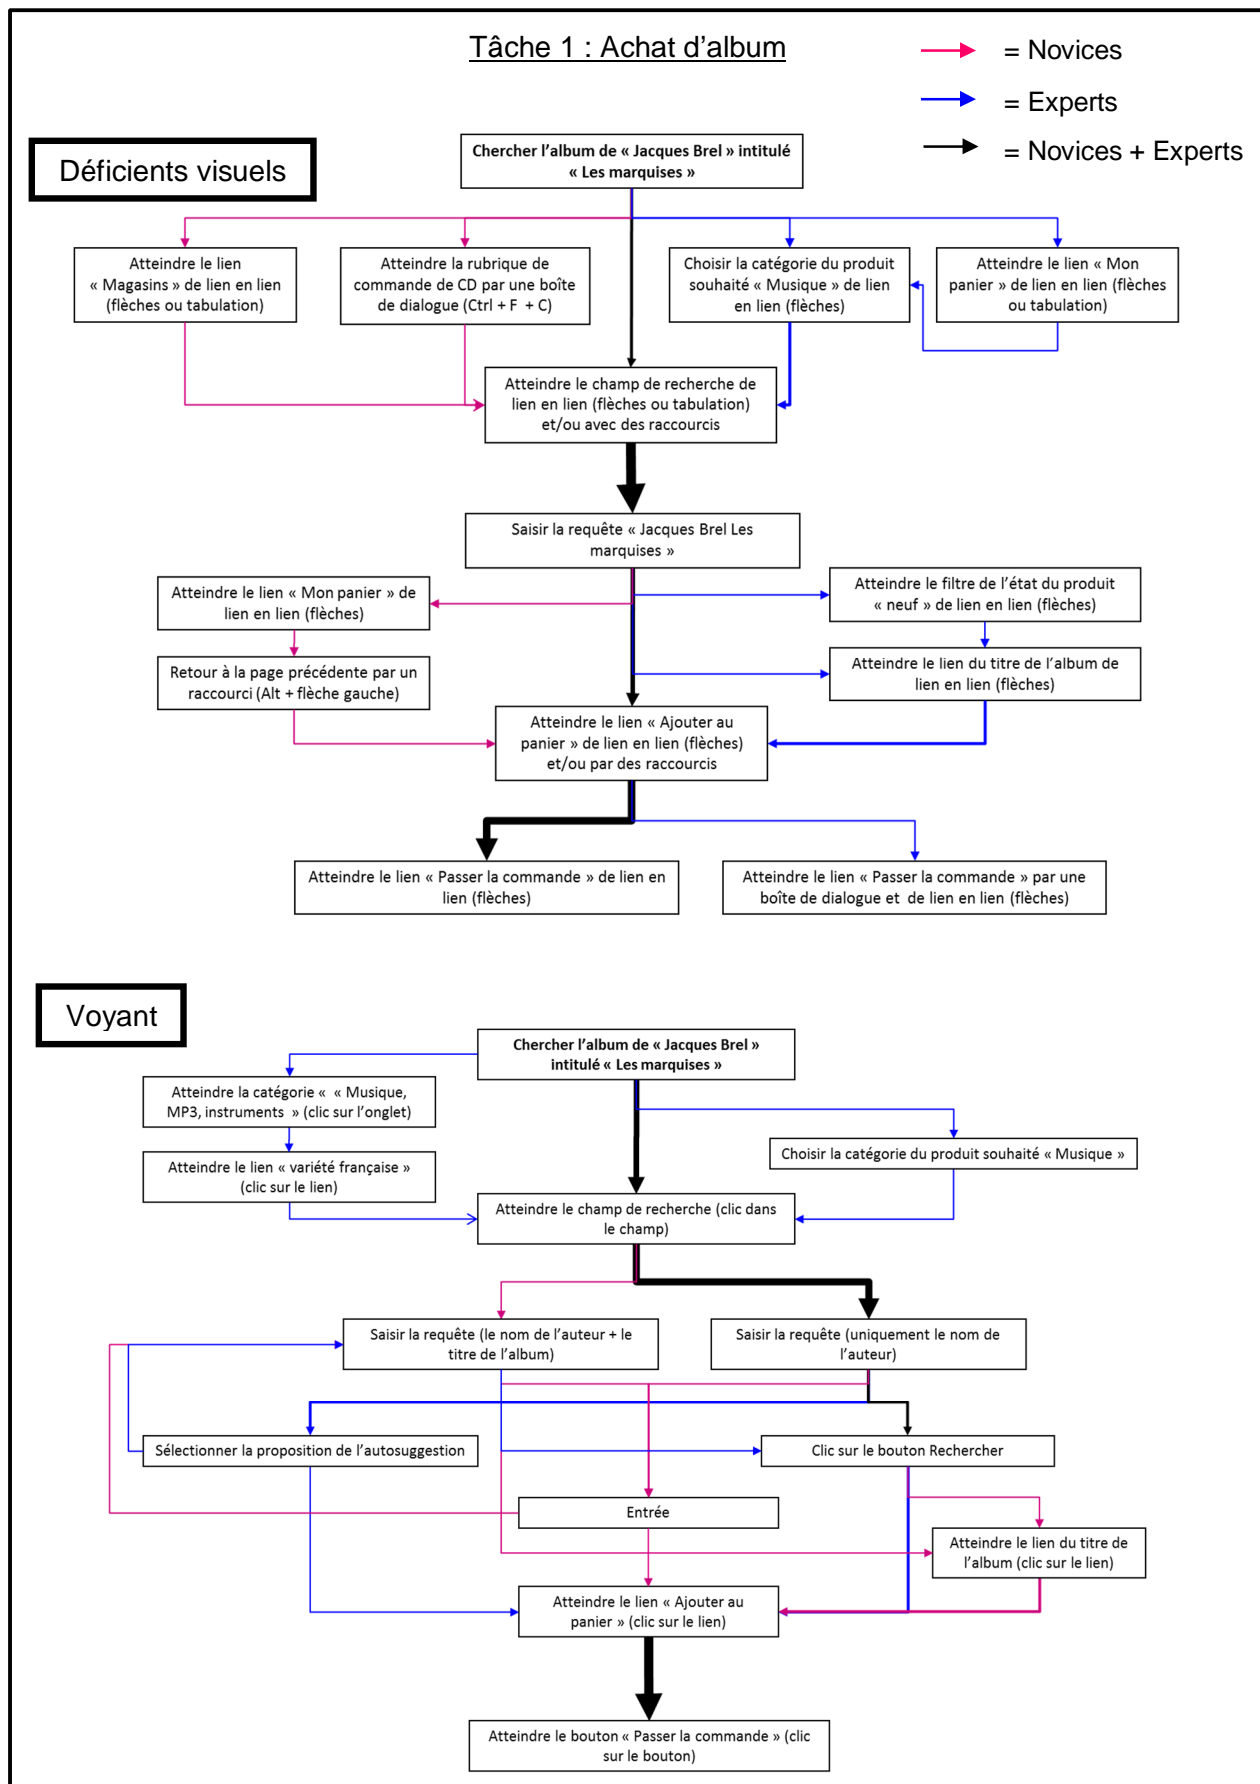 Tâche 1 : Achat d’album
= Novices
= Experts
= Novices + Experts
Déficients visuels
Chercher l’album de « Jacques Brel » intitulé
« Les marquises »
Atteindre le lien
« Magasins » de lien en lien
(flèches ou tabulation)
Atteindre la rubrique de
commande de CD par une boîte
de dialogue (Ctrl + F + C)
Choisir la catégorie du produit
souhaité « Musique » de lien
en lien (flèches)
Atteindre le lien « Mon
panier » de lien en lien (flèches
ou tabulation)
Atteindre le champ de recherche de
lien en lien (flèches ou tabulation)
et/ou avec des raccourcis
Saisir la requête « Jacques Brel Les
marquises »
Atteindre le lien « Mon panier » de
lien en lien (flèches)
Atteindre le filtre de l’état du produit
« neuf » de lien en lien (flèches)
Retour à la page précédente par un
raccourci (Alt + flèche gauche)
Atteindre le lien du titre de l’album de
lien en lien (flèches)
Atteindre le lien « Ajouter au
panier » de lien en lien (flèches)
et/ou par des raccourcis
Atteindre le lien « Passer la commande » de lien en
lien (flèches)
Atteindre le lien « Passer la commande » par une
boîte de dialogue et de lien en lien (flèches)
Voyant
Chercher l’album de « Jacques Brel »
intitulé « Les marquises »
Atteindre la catégorie « « Musique,
MP3, instruments » (clic sur l’onglet)
Choisir la catégorie du produit souhaité « Musique »
Atteindre le lien « variété française »
(clic sur le lien)
Atteindre le champ de recherche (clic dans
le champ)
Saisir la requête (le nom de l’auteur + le
titre de l’album)
Saisir la requête (uniquement le nom de
l’auteur)
Sélectionner la proposition de l’autosuggestion
Clic sur le bouton Rechercher
Entrée
Atteindre le lien du titre de
l’album (clic sur le lien)
Atteindre le lien « Ajouter au
panier » (clic sur le lien)
Atteindre le bouton « Passer la commande » (clic
sur le bouton)